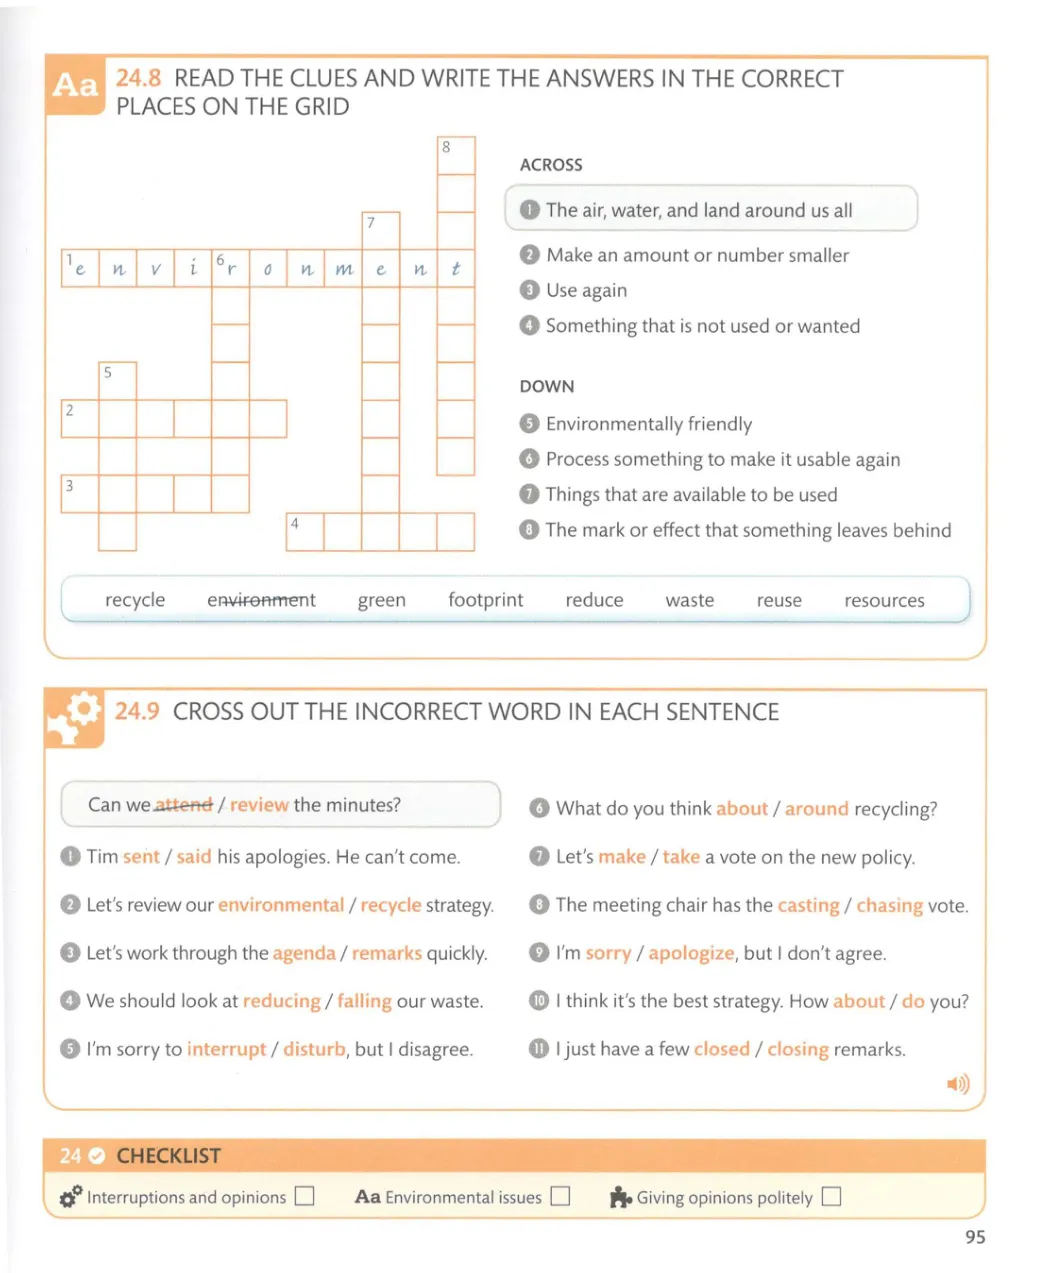 Aa 24.8 READ THE CLUES AND WRITE THE ANSWERS IN THE CORRECT
PLACES ON THE GRID
8
7
1 e n v i 6 r o n m e n t
5
2
3
4
ACROSS
1 The air, water, and land around us all
2 Make an amount or number smaller
3 Use again
4 Something that is not used or wanted
DOWN
5 Environmentally friendly
6 Process something to make it usable again
7 Things that are available to be used
8 The mark or effect that something leaves behind
recycle environment green footprint reduce waste reuse resources
24.9 CROSS OUT THE INCORRECT WORD IN EACH SENTENCE
Can we attend / review the minutes?
1 Tim sent / said his apologies. He can't come.
2 Let's review our environmental / recycle strategy.
3 Let's work through the agenda / remarks quickly.
4 We should look at reducing / falling our waste.
5 I'm sorry to interrupt / disturb, but I disagree.
6 What do you think about / around recycling?
7 Let's make / take a vote on the new policy.
8 The meeting chair has the casting / chasing vote.
9 I'm sorry / apologize, but I don't agree.
10 I think it's the best strategy. How about / do you?
11 I just have a few closed / closing remarks.
24 CHECKLIST
Interruptions and opinions Aa Environmental issues Giving opinions politely
95